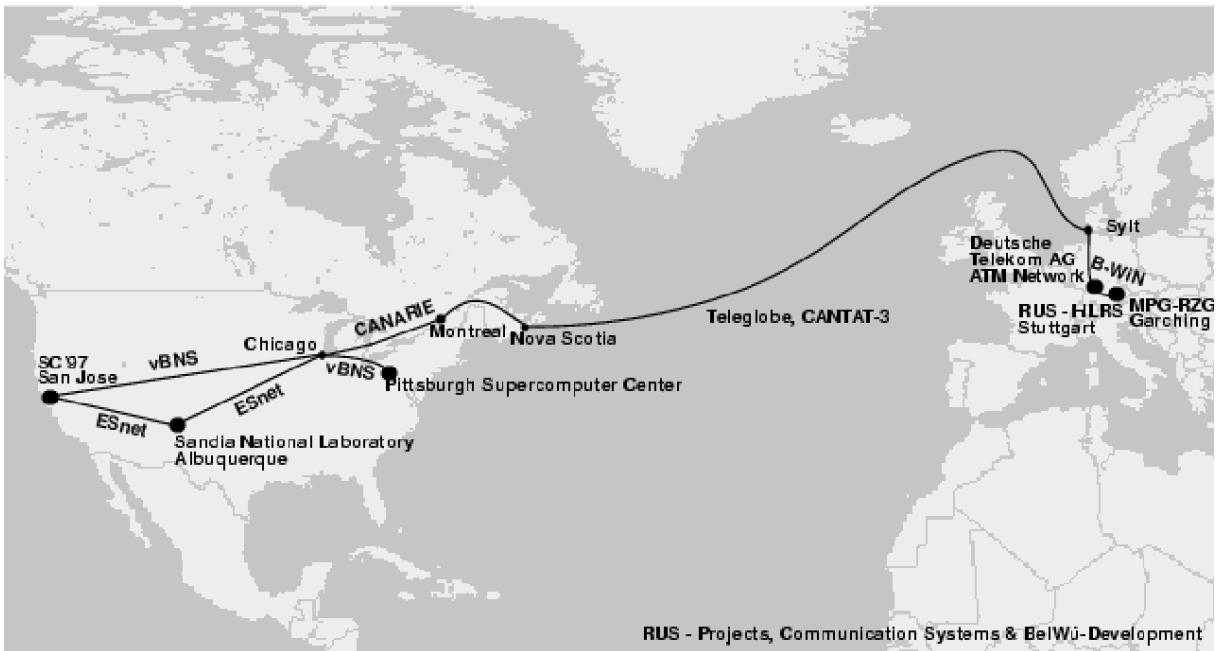 Sylt
Deutsche
Telekom AG
ATM Network
B-WiN
RUS - HLRS
Stuttgart
MPG-RZG
Garching
CANARIE
Montreal
Nova Scotia
Teleglobe, CANTAT-3
Chicago
vBNS
SC'97
San Jose
vBNS
Pittsburgh Supercomputer Center
ESnet
ESnet
Sandia National Laboratory
Albuquerque
RUS - Projects, Communication Systems & BelWü-Development